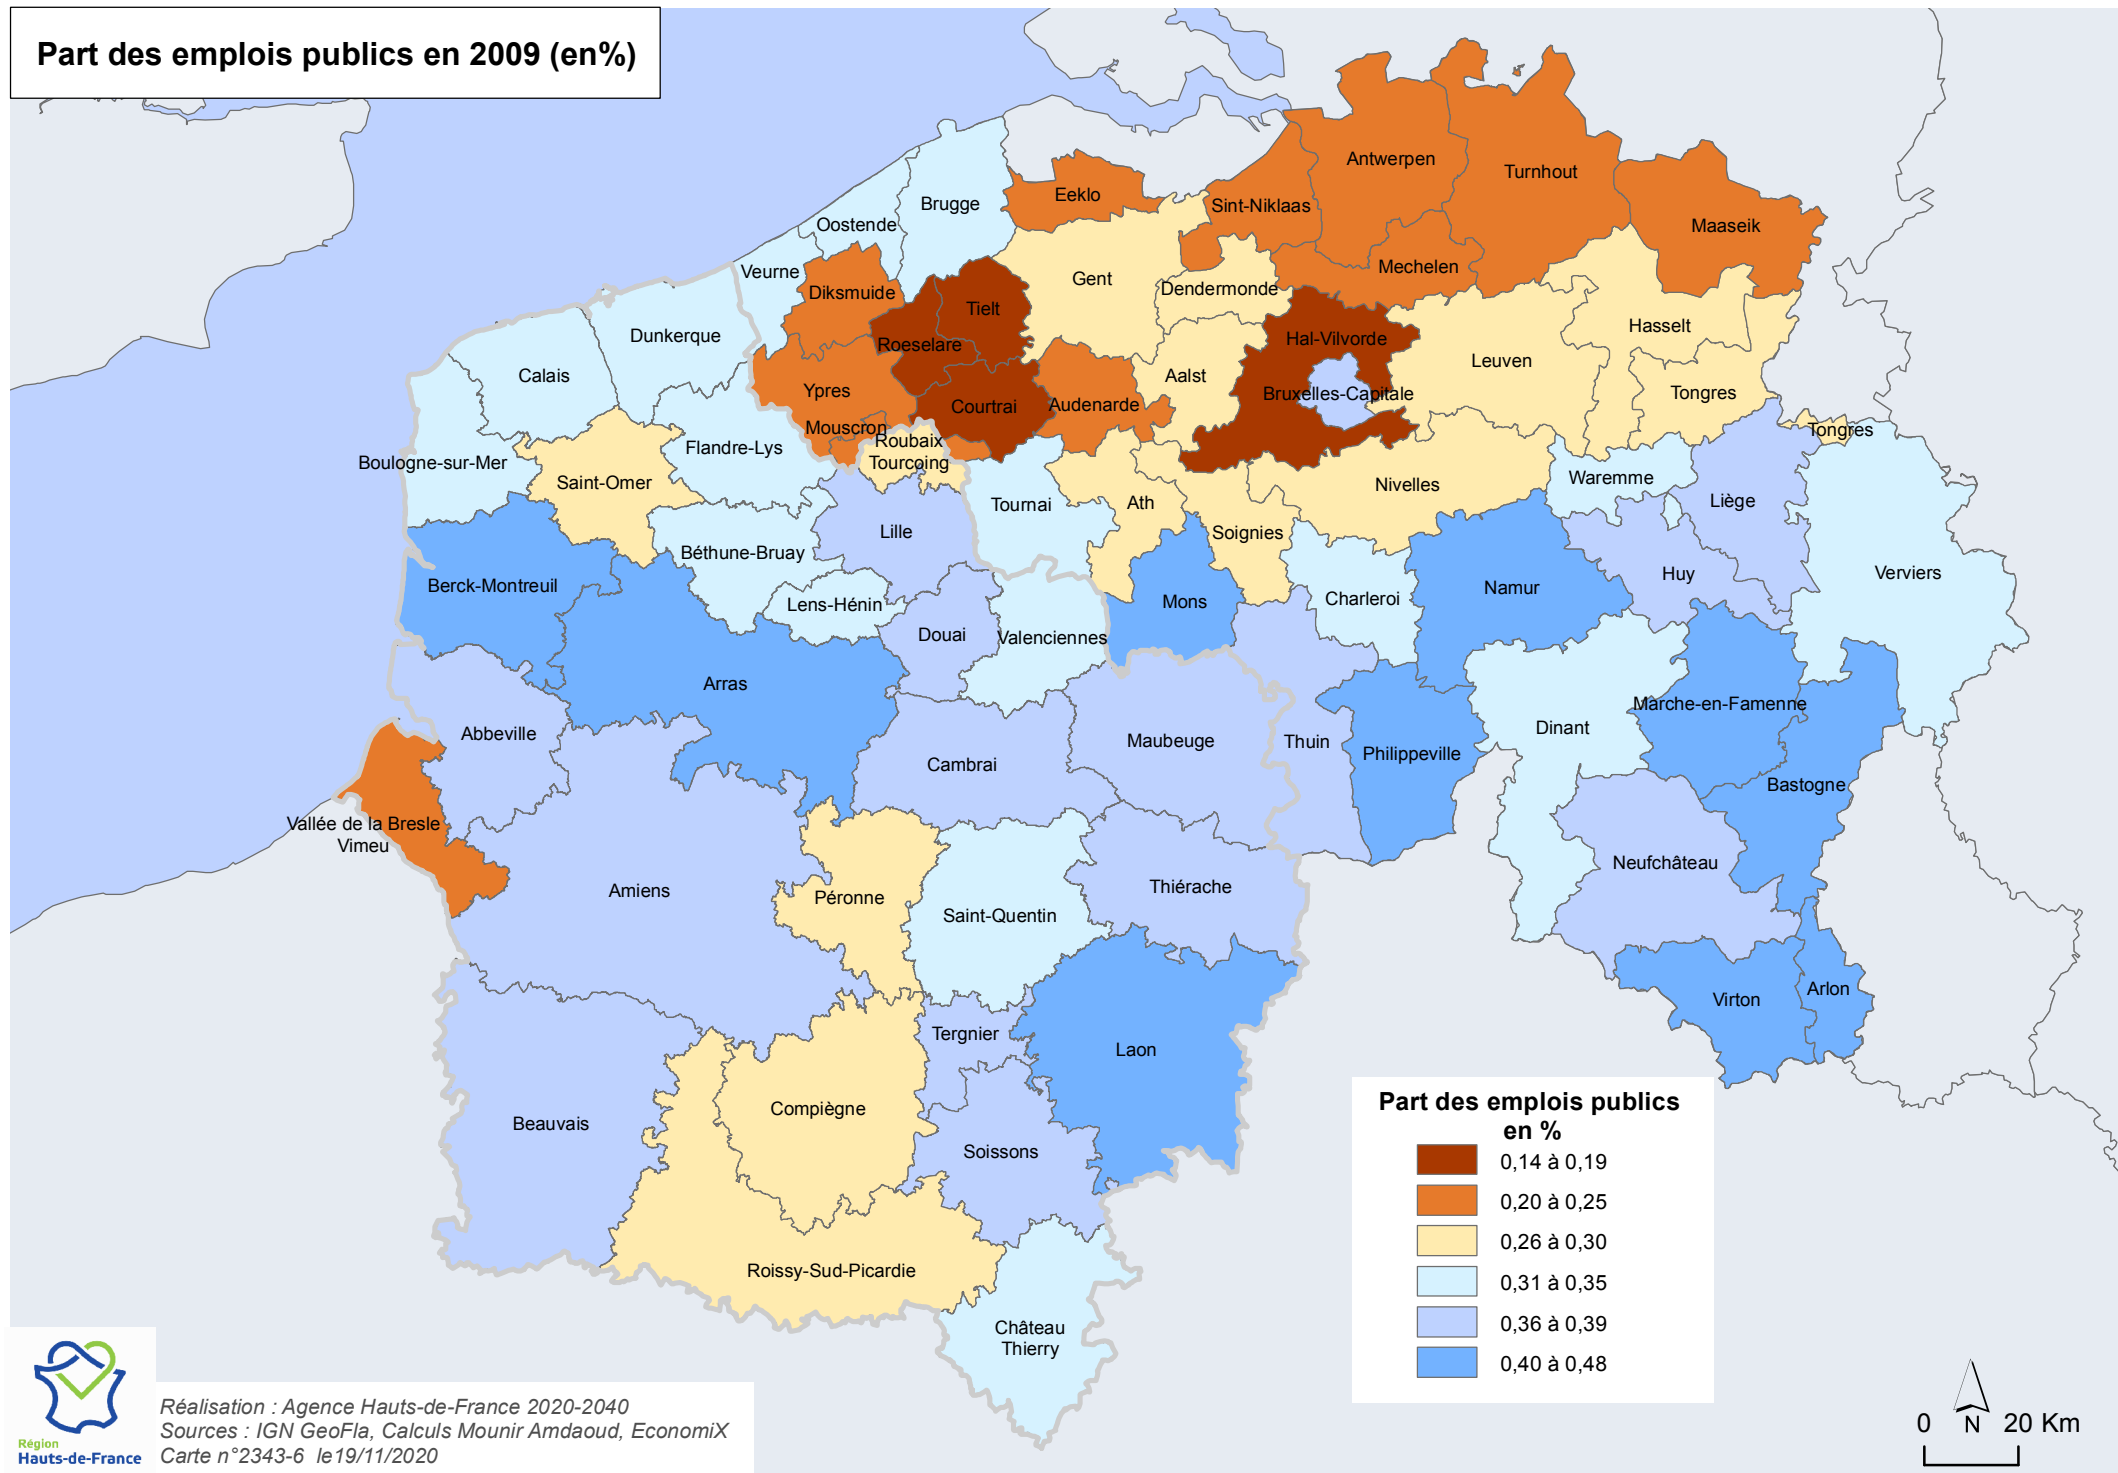 Part des emplois publics en 2009 (en%)
Antwerpen
Turnhout
Eeklo
Brugge
Sint-Niklaas
Oostende
Maaseik
Veurne
Mechelen
Gent
Diksmuide
Dendermonde
Tielt
Hasselt
Dunkerque
Hal-Vilvorde
Roeselare
Leuven
Calais
Aalst
Ypres
Bruxelles-Capitale
Tongres
Courtrai
Audenarde
Mouscron
Tongres
Roubaix
Tourcoing
Flandre-Lys
Boulogne-sur-Mer
Waremme
Saint-Omer
Nivelles
Liège
Ath
Tournai
Lille
Soignies
Béthune-Bruay
Huy
Verviers
Berck-Montreuil
Namur
Charleroi
Mons
Lens-Hénin
Douai
Valenciennes
Arras
Marche-en-Famenne
Dinant
Abbeville
Maubeuge
Thuin
Philippeville
Cambrai
Bastogne
Vallée de la Bresle
Vimeu
Neufchâteau
Thiérache
Amiens
Péronne
Saint-Quentin
Arlon
Virton
Tergnier
Laon
Compiègne
Beauvais
Soissons
Roissy-Sud-Picardie
Château
Thierry
Part des emplois publics
en %
0,14 à 0,19
0,20 à 0,25
0,26 à 0,30
0,31 à 0,35
0,36 à 0,39
0,40 à 0,48
0 N 20 Km
Région
Hauts-de-France
Réalisation : Agence Hauts-de-France 2020-2040
Sources : IGN GeoFla, Calculs Mounir Amdaoud, EconomiX
Carte n°2343-6 le19/11/2020